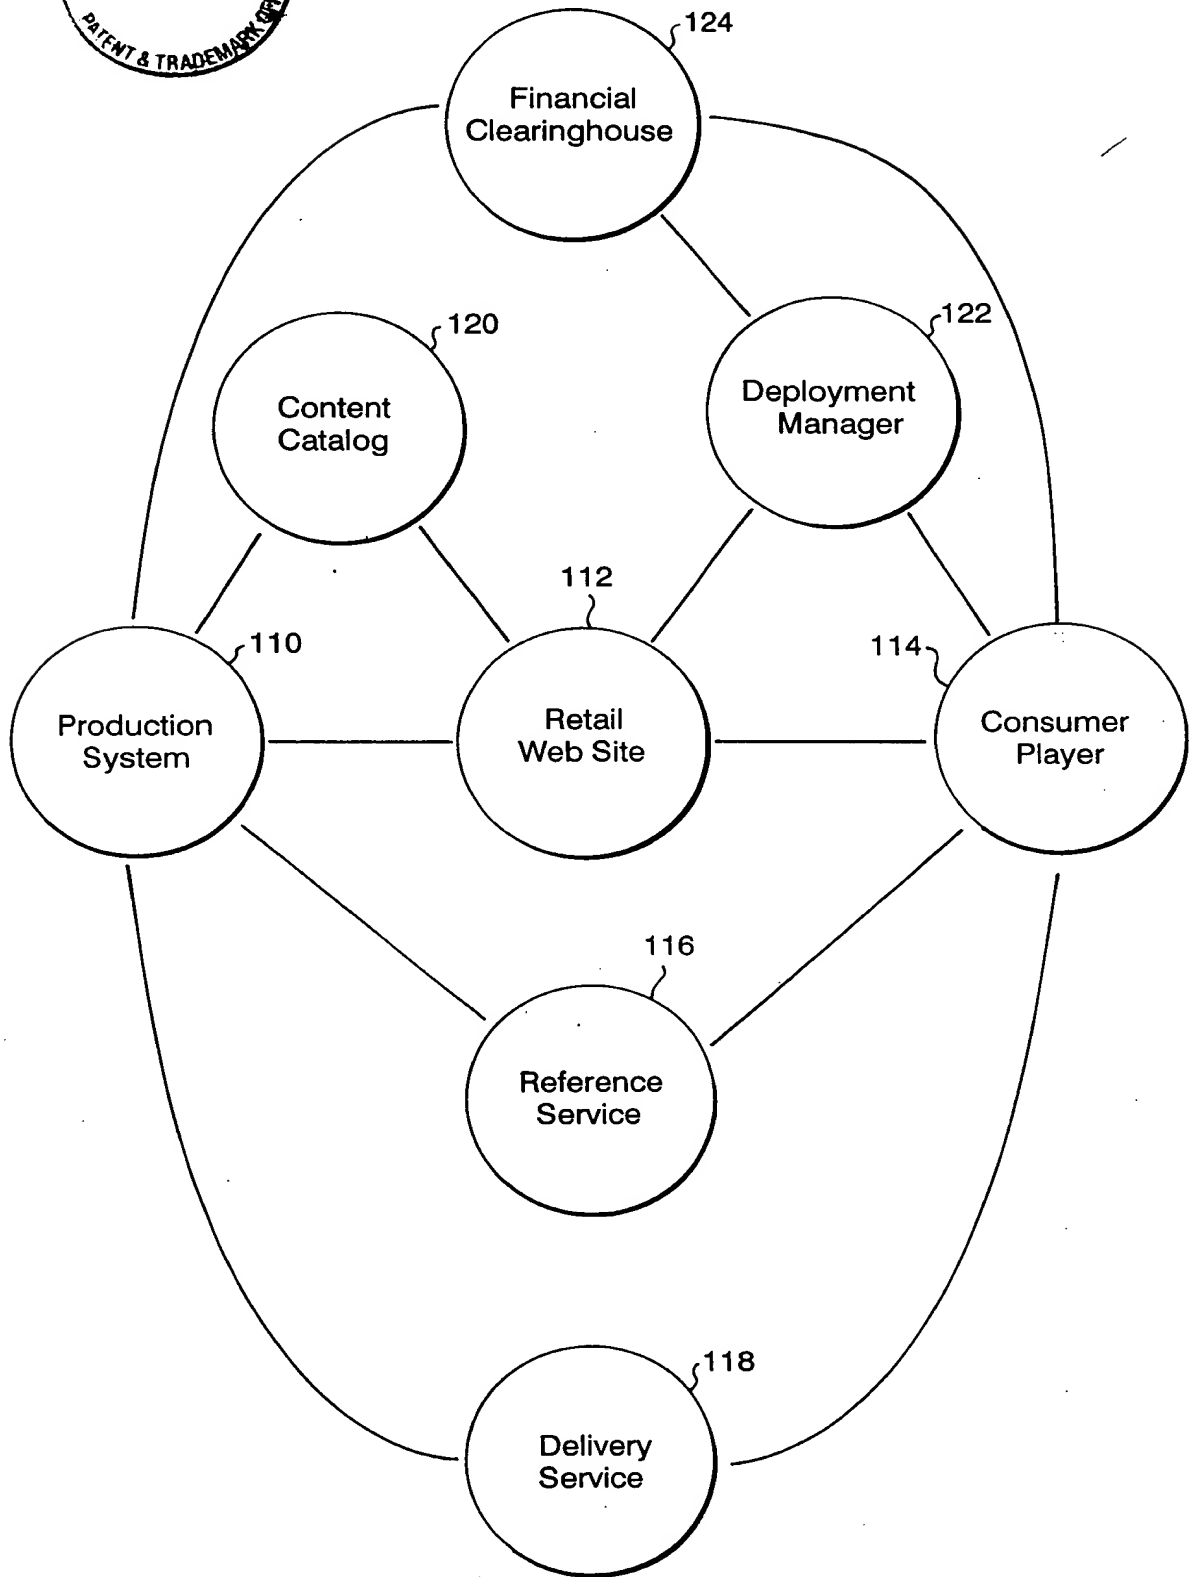 PATENT & TRADEMARK
124
Financial
Clearinghouse
120
122
Content
Catalog
Deployment
Manager
112
110
114
Production
System
Retail
Web Site
Consumer
Player
116
Reference
Service
118
Delivery
Service